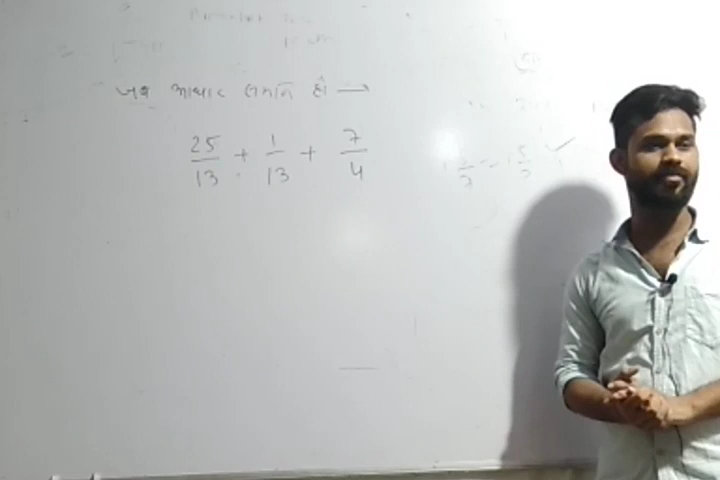 जब आधार समान हो →
25/13 + 1/13 + 7/4